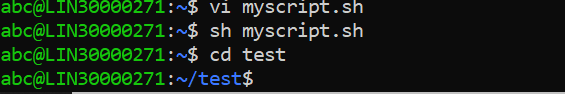 abc@LIN30000271:~$ vi myscript.sh
abc@LIN30000271:~$ sh myscript.sh
abc@LIN30000271:~$ cd test
abc@LIN30000271:~/test$